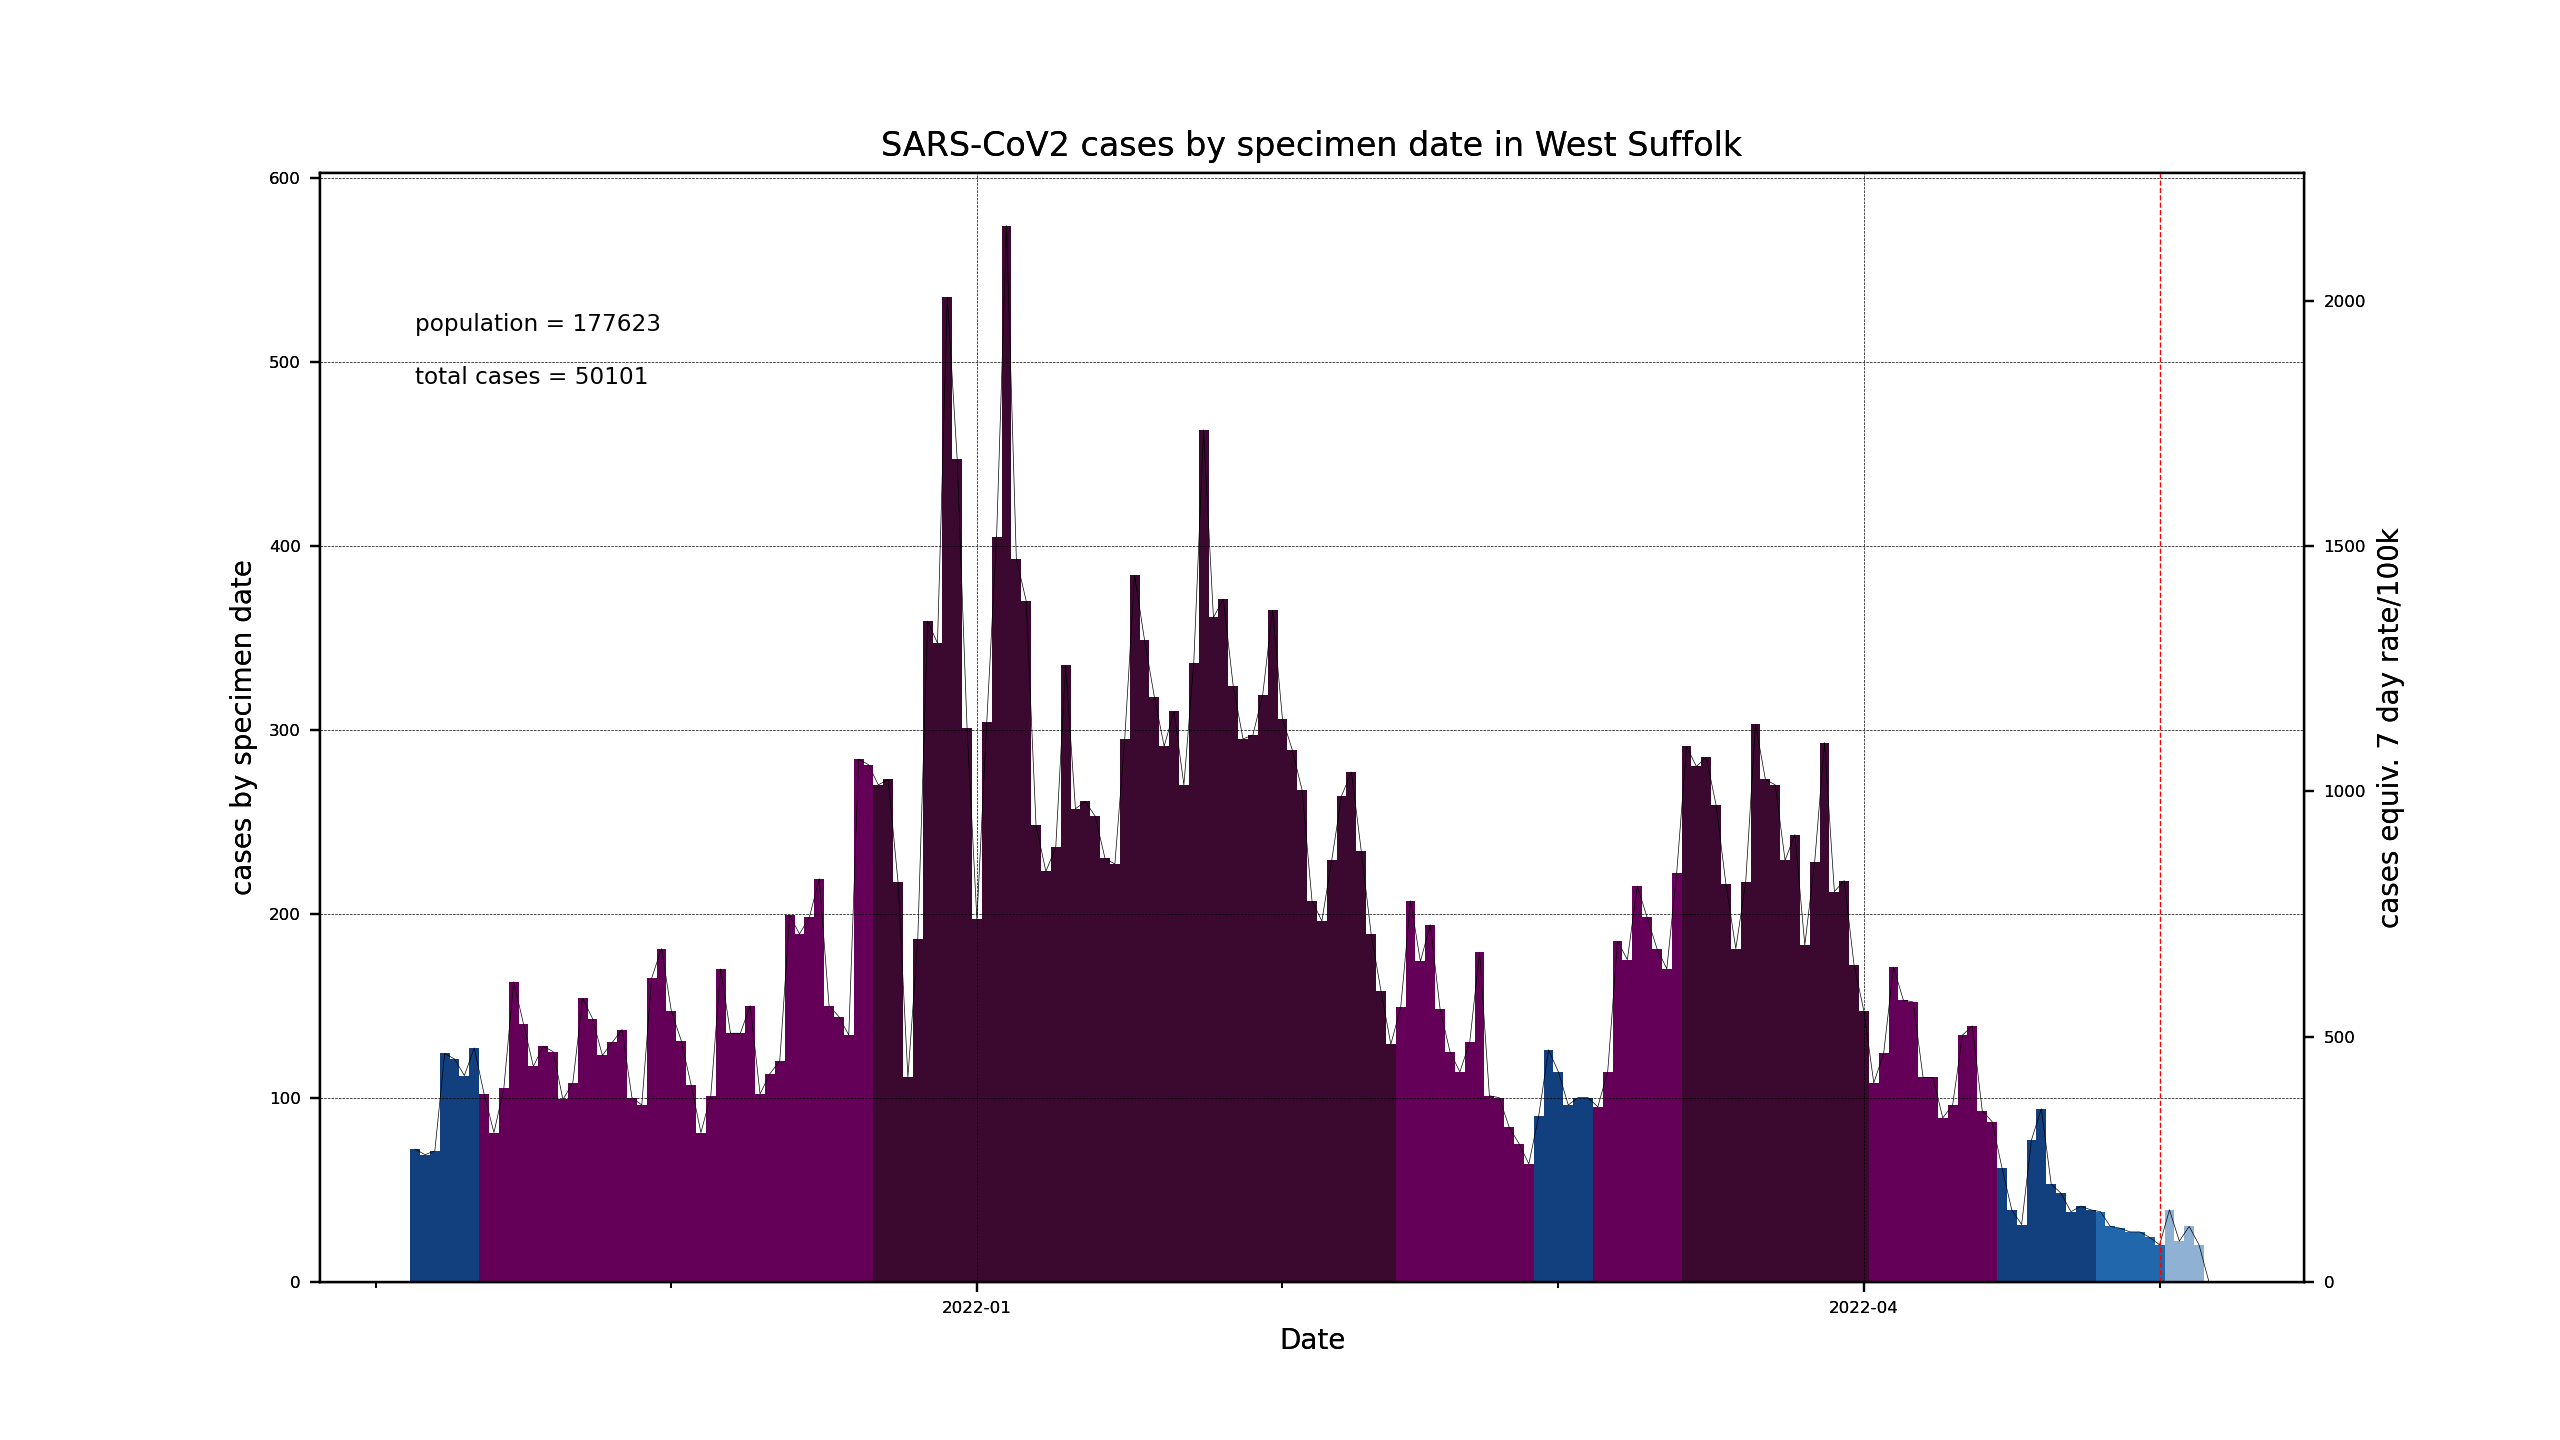 SARS-CoV2 cases by specimen date in West Suffolk
population = 177623
total cases = 50101
cases by specimen date
600
500
400
300
200
100
0
2022-01
2022-04
Date
2000
1500
1000
500
0
cases equiv. 7 day rate/100k